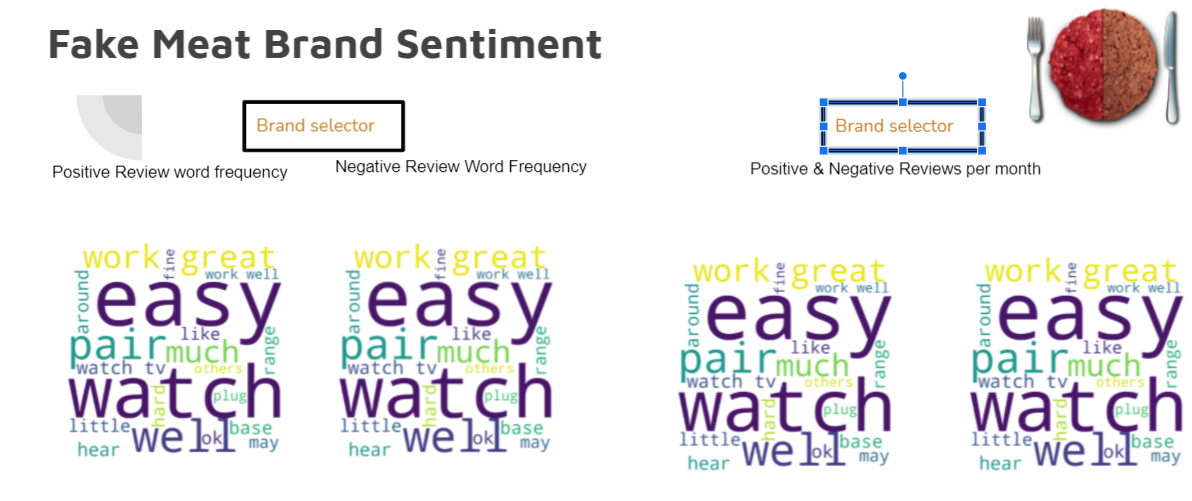 Fake Meat Brand Sentiment
Brand selector
Brand selector
Positive Review word frequency
Negative Review Word Frequency
Positive & Negative Reviews per month
work fine great
around work well
easy
like
pair much range
watch tv others
watch
hard plug
little well ok base
hear may
work fine great
around work well
easy
like
pair much range
watch tv others
watch
hard plug
little well ok base
hear may
work fine great
around work well
easy
like
pair much range
watch tv others
watch
hard plug
little well ok base
hear may
work fine great
around work well
easy
like
pair much range
watch tv others
watch
hard plug
little well ok base
hear may